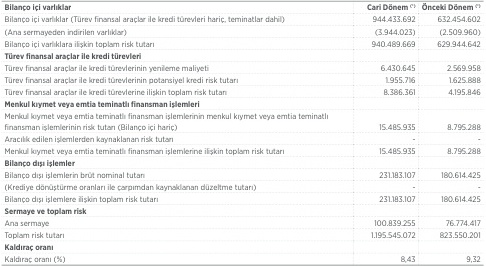 Bilanço içi varlıklar Cari Dönem (*) Önceki Dönem (*)
Bilanço içi varlıklar (Türev finansal araçlar ile kredi türevleri hariç, teminatlar dahil) 944.433.692 632.454.602
(Ana sermayeden indirilen varlıklar) (3.944.023) (2.509.960)
Bilanço içi varlıklara ilişkin toplam risk tutarı 940.489.669 629.944.642
Türev finansal araçlar ile kredi türevleri
Türev finansal araçlar ile kredi türevlerinin yenileme maliyeti 6.430.645 2.569.958
Türev finansal araçlar ile kredi türevlerinin potansiyel kredi risk tutarı 1.955.716 1.625.888
Türev finansal araçlar ile kredi türevlerine ilişkin toplam risk tutarı 8.386.361 4.195.846
Menkul kıymet veya emtia teminatlı finansman işlemleri
Menkul kıymet veya emtia teminatlı finansman işlemlerinin menkul kıymet veya emtia teminatlı
finansman işlemlerinin risk tutarı (Bilanço içi hariç) 15.485.935 8.795.288
Aracılık edilen işlemlerden kaynaklanan risk tutarı - -
Menkul kıymet veya emtia teminatlı finansman işlemlerine ilişkin toplam risk tutarı 15.485.935 8.795.288
Bilanço dışı işlemler
Bilanço dışı işlemlerin brüt nominal tutarı 231.183.107 180.614.425
(Krediye dönüştürme oranları ile çarpımdan kaynaklanan düzeltme tutarı) - -
Bilanço dışı işlemlere ilişkin toplam risk tutarı 231.183.107 180.614.425
Sermaye ve toplam risk
Ana sermaye 100.839.255 76.774.417
Toplam risk tutarı 1.195.545.072 823.550.201
Kaldıraç oranı
Kaldıraç oranı (%) 8,43 9,32